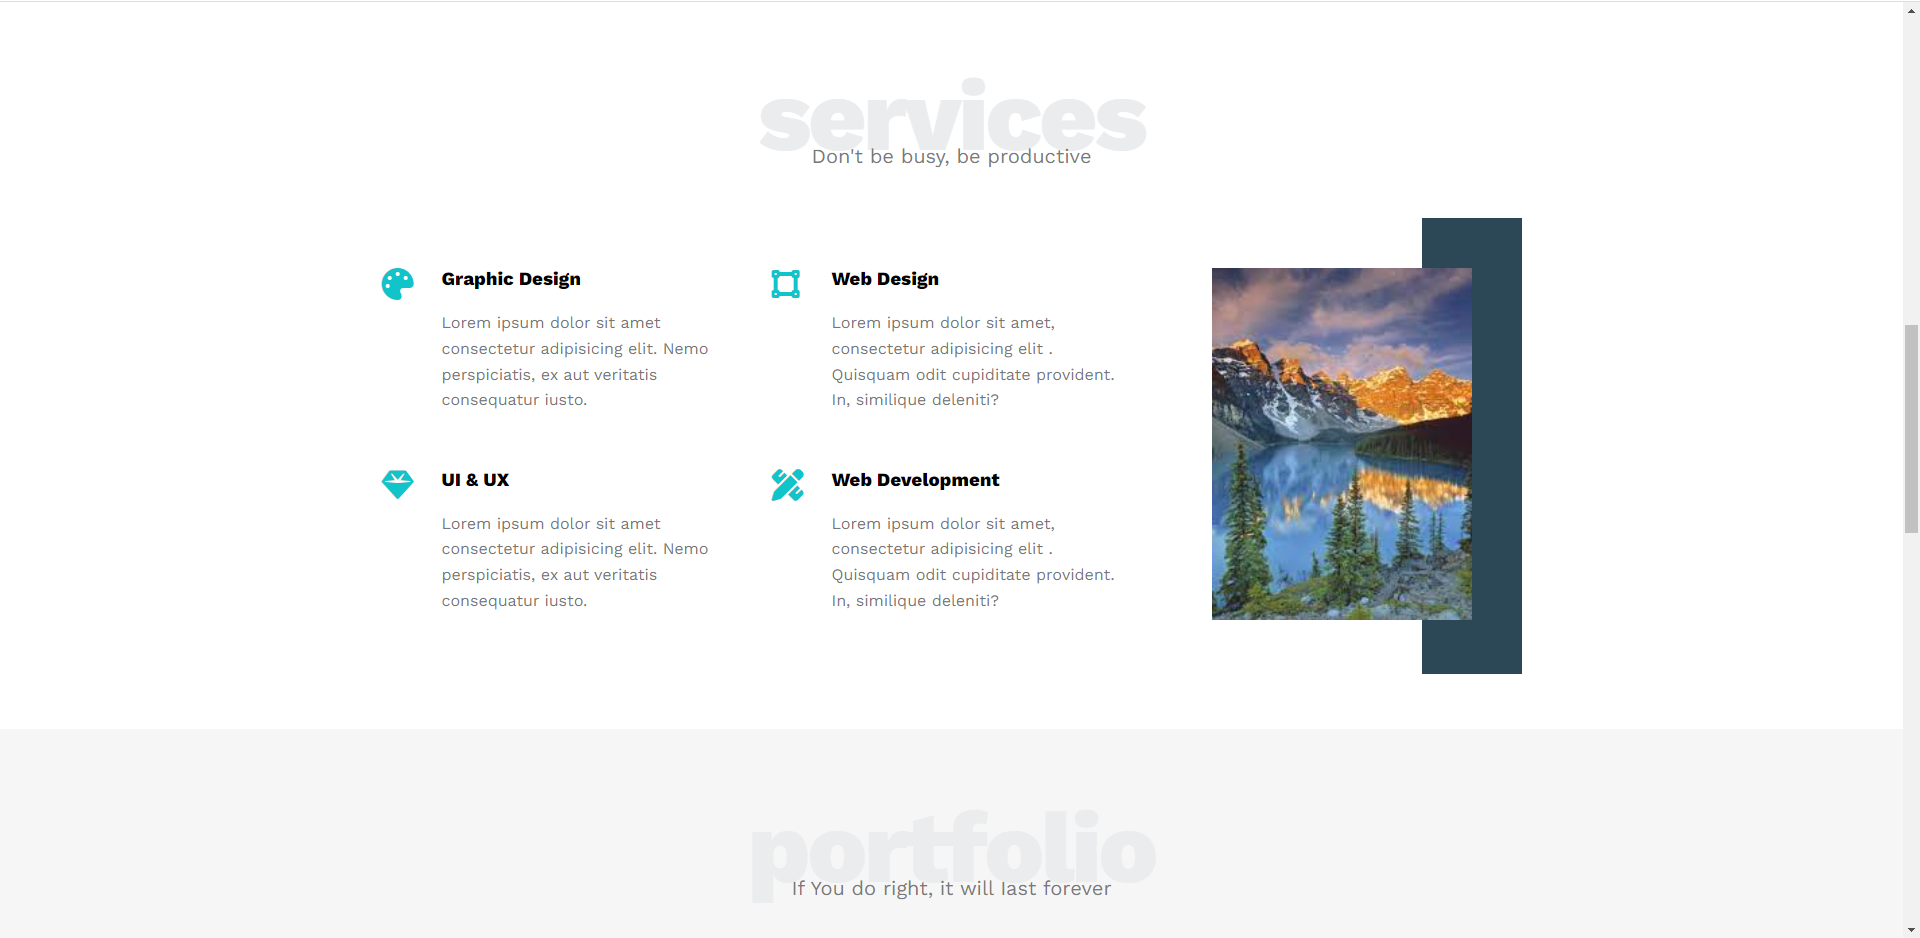 services
Don't be busy, be productive
Graphic Design
Lorem ipsum dolor sit amet
consectetur adipisicing elit. Nemo
perspiciatis, ex aut veritatis
consequatur iusto.
Web Design
Lorem ipsum dolor sit amet,
consectetur adipisicing elit .
Quisquam odit cupiditate provident.
In, similique deleniti?
UI & UX
Lorem ipsum dolor sit amet
consectetur adipisicing elit. Nemo
perspiciatis, ex aut veritatis
consequatur iusto.
Web Development
Lorem ipsum dolor sit amet,
consectetur adipisicing elit .
Quisquam odit cupiditate provident.
In, similique deleniti?
portfolio
If You do right, it will last forever